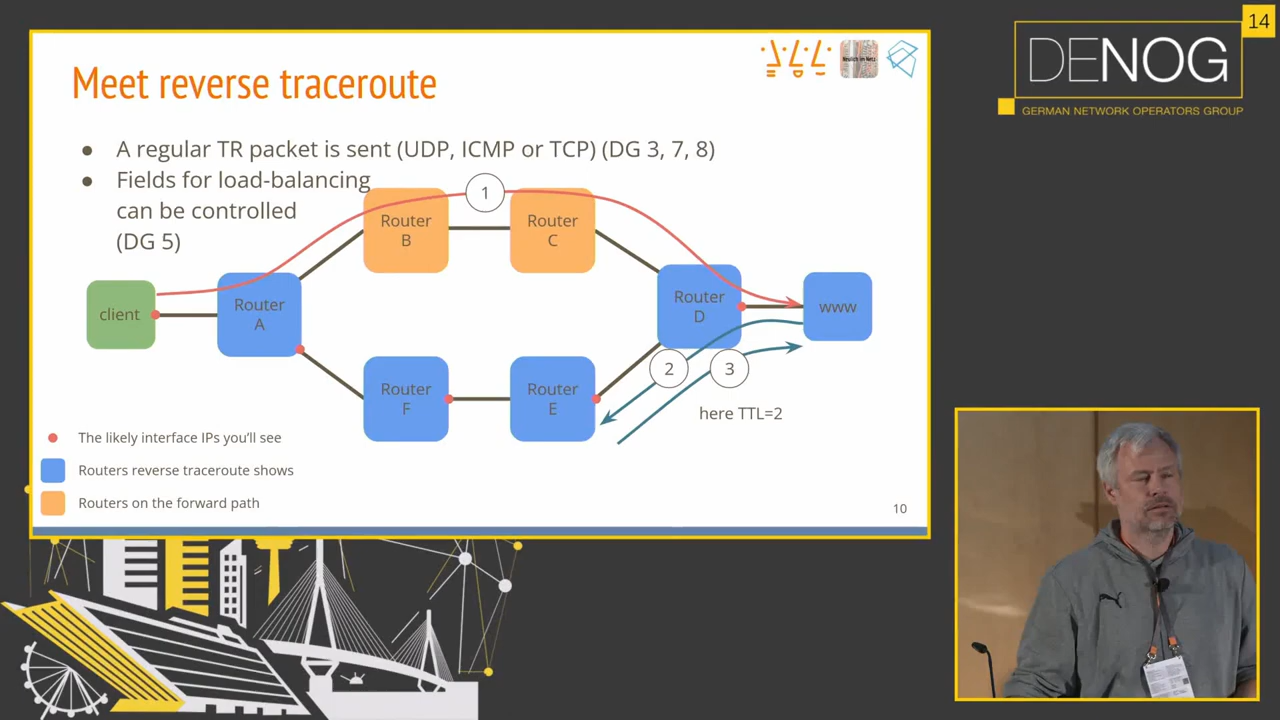 14
DENOG
GERMAN NETWORK OPERATORS GROUP
Meet reverse traceroute
● A regular TR packet is sent (UDP, ICMP or TCP) (DG 3, 7, 8)
● Fields for load-balancing
can be controlled
(DG 5)
1
Router
B
Router
C
client
Router
A
Router
D
www
2
3
Router
F
Router
E
here TTL=2
The likely interface IPs you'll see
Routers reverse traceroute shows
Routers on the forward path
10